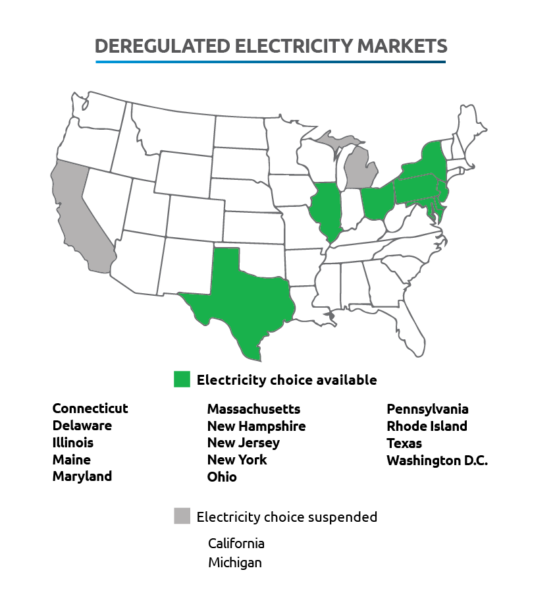 DEREGULATED ELECTRICITY MARKETS
Electricity choice available
Connecticut
Delaware
Illinois
Maine
Maryland
Massachusetts
New Hampshire
New Jersey
New York
Ohio
Pennsylvania
Rhode Island
Texas
Washington D.C.
Electricity choice suspended
California
Michigan